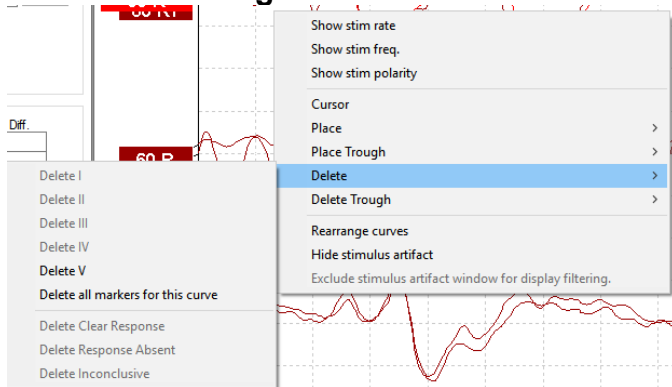 Show stim rate
Show stim freq.
Show stim polarity
Cursor
Place
Place Trough
Delete
Delete Trough
Rearrange curves
Hide stimulus artifact
Exclude stimulus artifact window for display filtering.
Diff.
60 R
Delete I
Delete II
Delete III
Delete IV
Delete V
Delete all markers for this curve
Delete Clear Response
Delete Response Absent
Delete Inconclusive